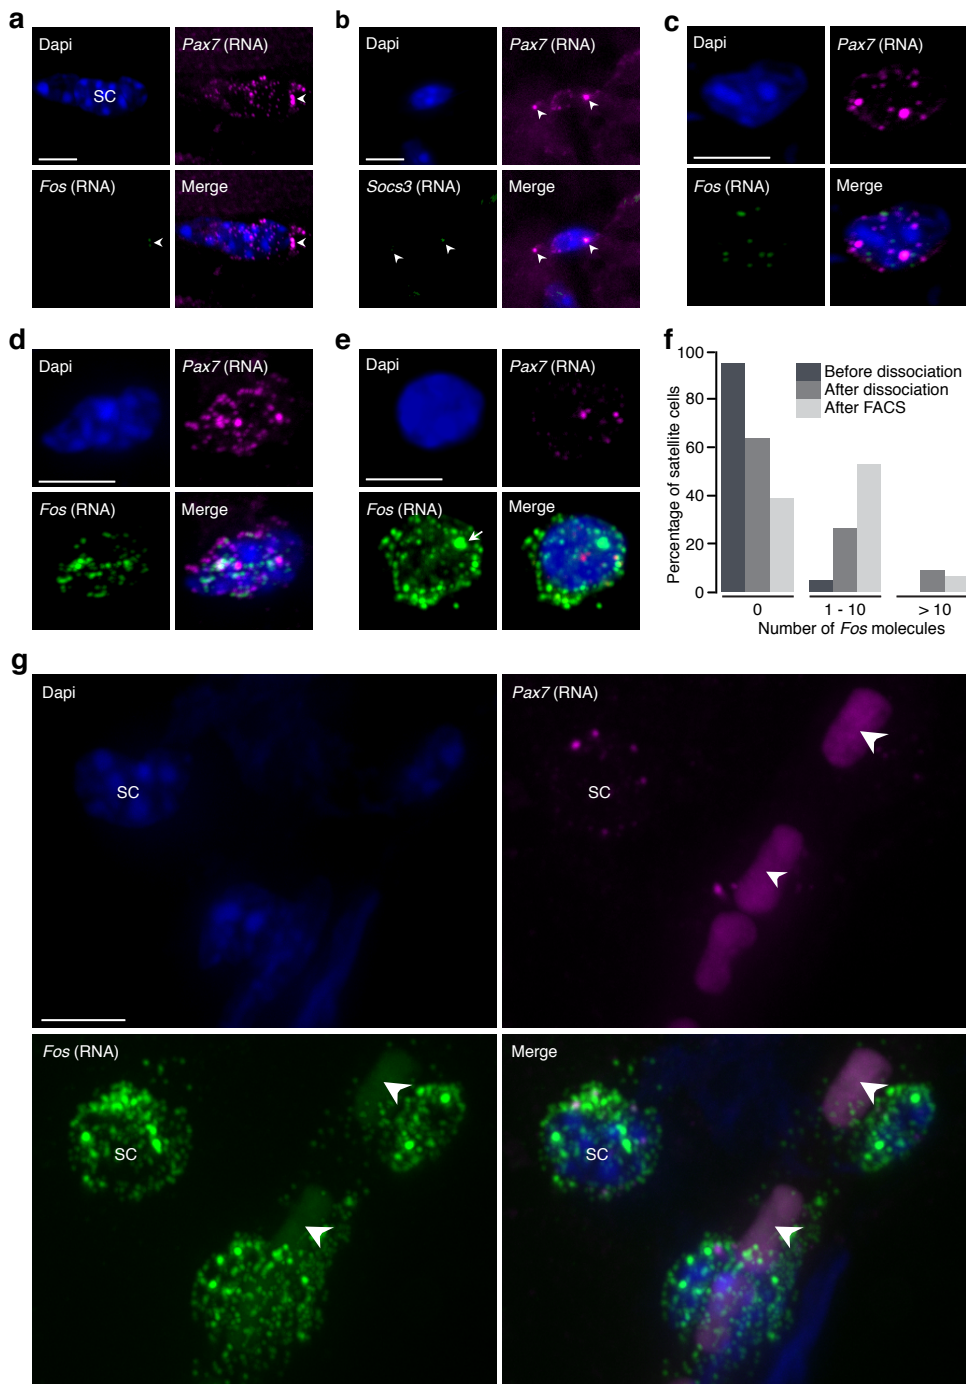 a
Dapi
SC
Pax7 (RNA)
Fos (RNA)
Merge
b
Dapi
Pax7 (RNA)
Socs3 (RNA)
Merge
c
Dapi
Pax7 (RNA)
Fos (RNA)
Merge
d
Dapi
Pax7 (RNA)
Fos (RNA)
Merge
e
Dapi
Pax7 (RNA)
Fos (RNA)
Merge
f
Percentage of satellite cells
100
80
60
40
20
0
Before dissociation
After dissociation
After FACS
0
1 - 10
> 10
Number of Fos molecules
g
Dapi
SC
Pax7 (RNA)
SC
Fos (RNA)
SC
Merge
SC